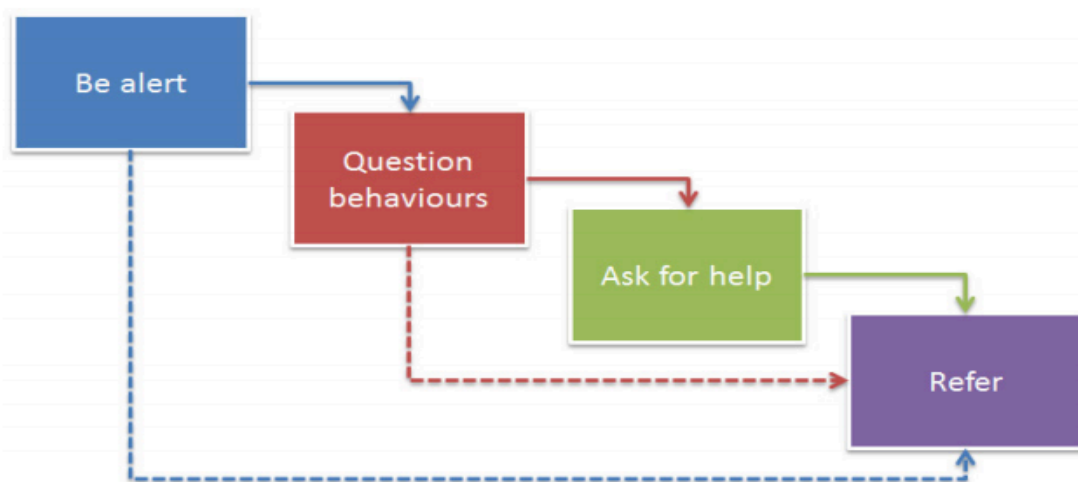 Be alert
Question
behaviours
Ask for help
Refer